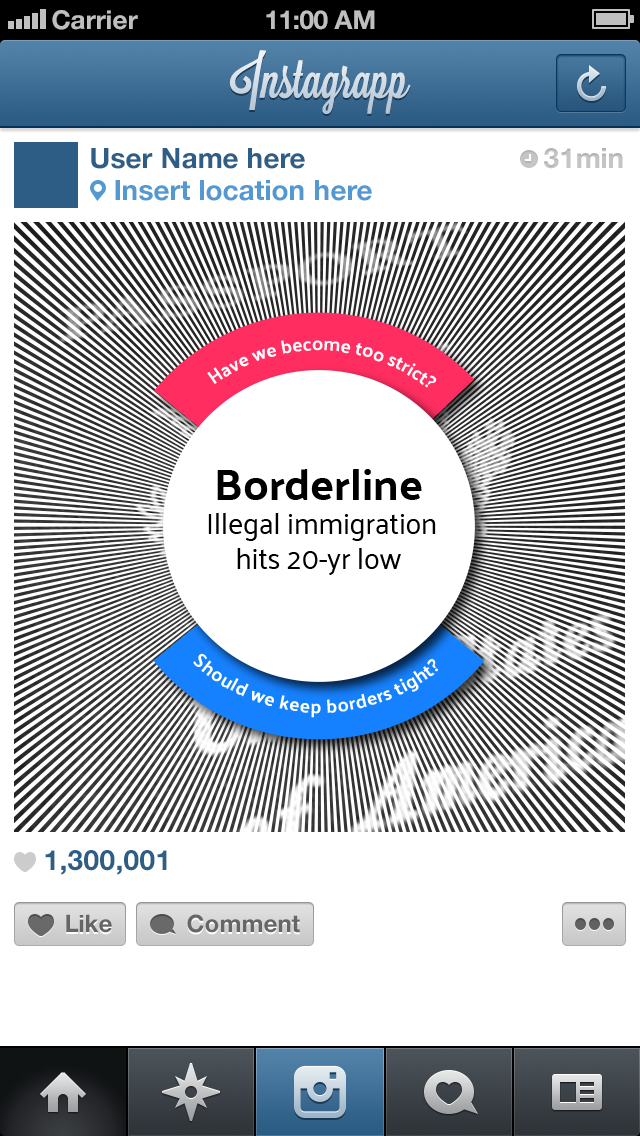 Carrier 11:00 AM
Instagrapp
User Name here 31min
Insert location here
PASSPORT
Have we become too strict?
Borderline
Illegal immigration
hits 20-yr low
Should we keep borders tight?
States
of America
1,300,001
Like Comment